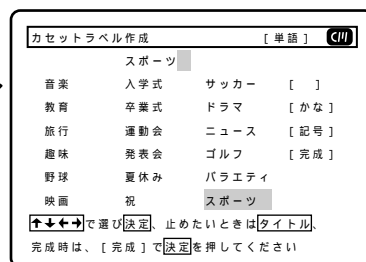 カセットラベル作成 [単語] CM
スポーツ
音楽 入学式 サッカー [ ]
教育 卒業式 ドラマ [かな]
旅行 運動会 ニュース [記号]
趣味 発表会 ゴルフ [完成]
野球 夏休み バラエティ
映画 祝 スポーツ
↑↓←→で選び決定、止めたいときはタイトル、
完成時は、[完成]で決定を押してください